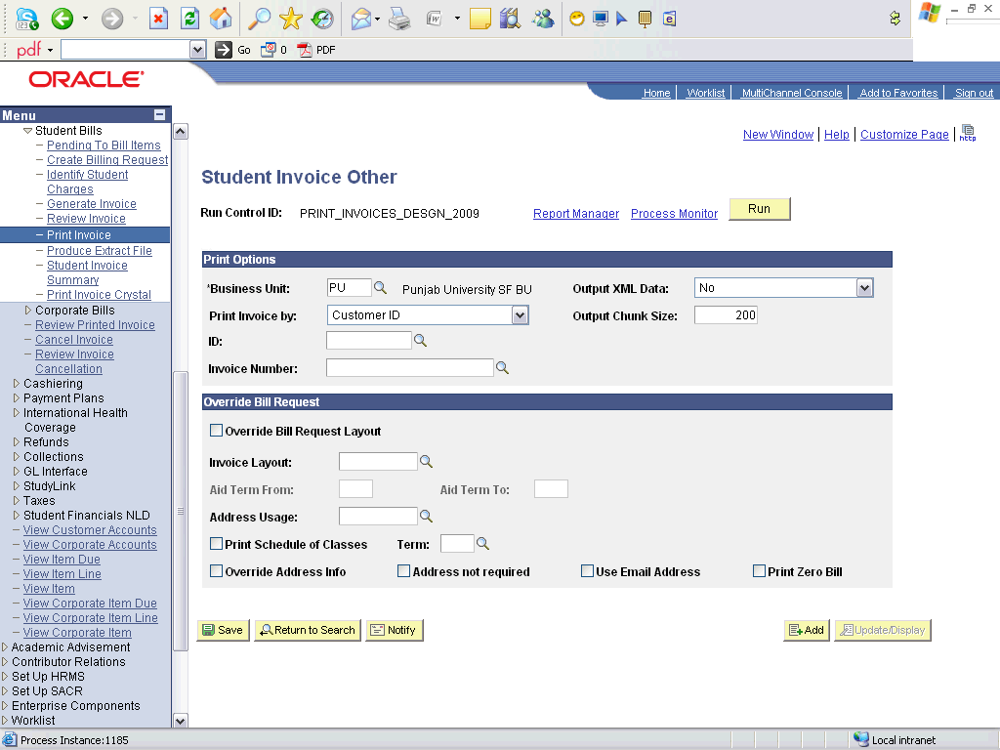 pdf
Go
0
PDF
ORACLE
Home
Worklist
MultiChannel Console
Add to Favorites
Sign out
Menu
New Window
Help
Customize Page
http
Student Bills
Pending To Bill Items
Creating Billing Request
Identify Student
Charges
Generate Invoice
Review Invoice
Print Invoice
Produce Extract File
Student Invoice
Summary
Print Invoice Crystal
Corporate Bills
Review Printed Invoice
Cancel Invoice
Review Invoice
Cancellation
Cashiering
Payment Plans
International Health
Coverage
Refunds
Collections
GL Interface
StudyLink
Taxes
Student Financials NLD
View Customer Accounts
View Corporate Accounts
View Item Due
View Item Line
View Item
View Corporate Item Due
View Corporate Item Line
View Corporate Item
Academic Advisement
Contributor Relations
Set Up HRMS
Set Up SACR
Enterprise Components
Worklist
Student Invoice Other
Run Control ID: PRINT_INVOICES_DESGN_2009 Report Manager Process Monitor Run
Print Options
*Business Unit: PU Punjab University SF BU Output XML Data: No
Print Invoice by: Customer ID Output Chunk Size: 200
ID:
Invoice Number:
Override Bill Request
Override Bill Request Layout
Invoice Layout:
Aid Term From: Aid Term To:
Address Usage:
Print Schedule of Classes Term:
Override Address Info Address not required Use Email Address Print Zero Bill
Save Return to Search Notify Add Update/Display
Process Instance:1185 Local intranet